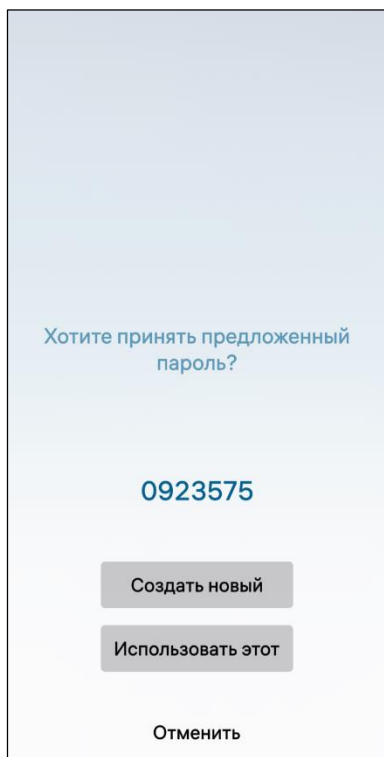 Хотите принять предложенный
пароль?
0923575
Создать новый
Использовать этот
Отменить